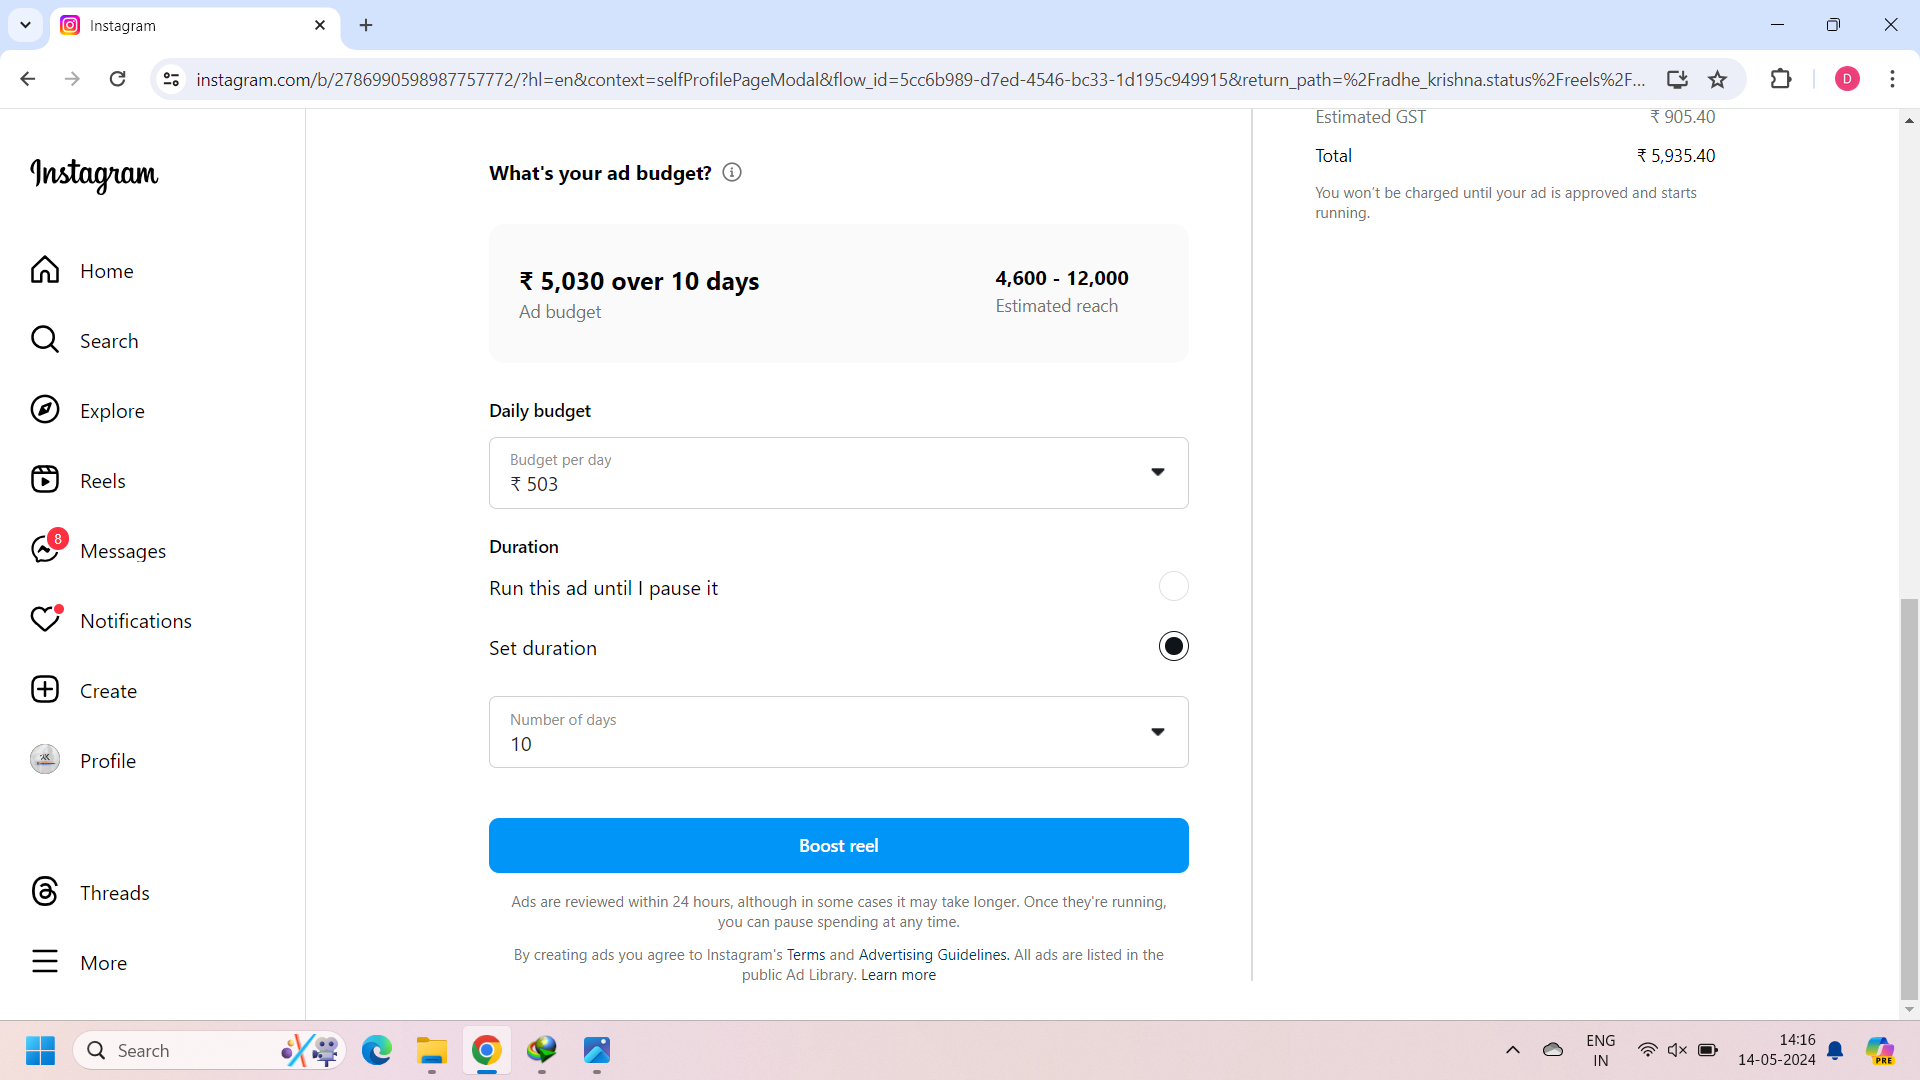 Instagram
instagram.com/b/2786990598987757772/?hl=en&context=selfProfilePageModal&flow_id=5cc6b989-d7ed-4546-bc33-1d195c949915&return_path=%2Fradhe_krishna.status%2Freels%2F...
D
Instagram
Home
Search
Explore
Reels
8
Messages
Notifications
Create
Profile
Threads
More
What's your ad budget?
₹ 5,030 over 10 days
Ad budget
4,600 - 12,000
Estimated reach
Daily budget
Budget per day
₹ 503
Duration
Run this ad until I pause it
Set duration
Number of days
10
Boost reel
Ads are reviewed within 24 hours, although in some cases it may take longer. Once they're running,
you can pause spending at any time.
By creating ads you agree to Instagram's Terms and Advertising Guidelines. All ads are listed in the
public Ad Library. Learn more
Estimated GST ₹ 905.40
Total ₹ 5,935.40
You won't be charged until your ad is approved and starts
running.
Search
ENG
IN
14:16
14-05-2024
PRE